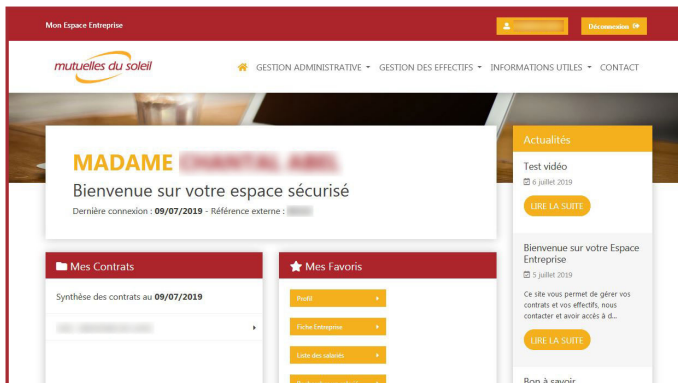 Mon Espace Entreprise
Déconnexion
mutuelles du soleil
GESTION ADMINISTRATIVE
GESTION DES EFFECTIFS
INFORMATIONS UTILES
CONTACT
MADAME
Bienvenue sur votre espace sécurisé
Dernière connexion : 09/07/2019 - Référence externe :
Mes Contrats
Synthèse des contrats au 09/07/2019
Mes Favoris
Profil
Fiche Entreprise
Liste des salariés
Actualités
Test vidéo
6 juillet 2019
LIRE LA SUITE
Bienvenue sur votre Espace
Entreprise
5 juillet 2019
Ce site vous permet de gérer vos
contrats et vos effectifs, nous
contacter et avoir accès à d...
LIRE LA SUITE
Bon à savoir